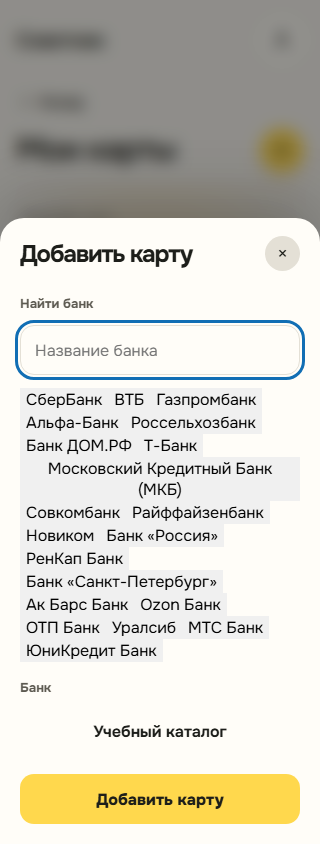 Мои карты
Добавить карту
×
Найти банк
Название банка
СберБанк ВТБ Газпромбанк
Альфа-Банк Россельхозбанк
Банк ДОМ.РФ Т-Банк
Московский Кредитный Банк
(МКБ)
Совкомбанк Райффайзенбанк
Новиком Банк «Россия»
РенКап Банк
Банк «Санкт-Петербург»
Ак Барс Банк Ozon Банк
ОТП Банк Уралсиб МТС Банк
ЮниКредит Банк
Банк
Учебный каталог
Добавить карту